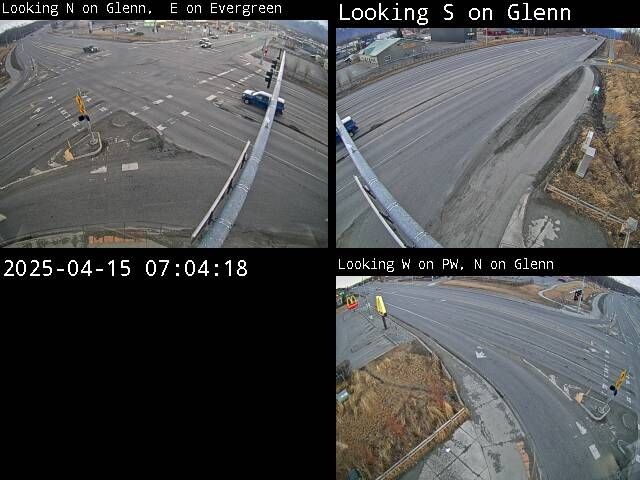 Looking N on Glenn,  E on Evergreen
Looking S on Glenn
2025-04-15 07:04:18
Looking W on PW, N on Glenn